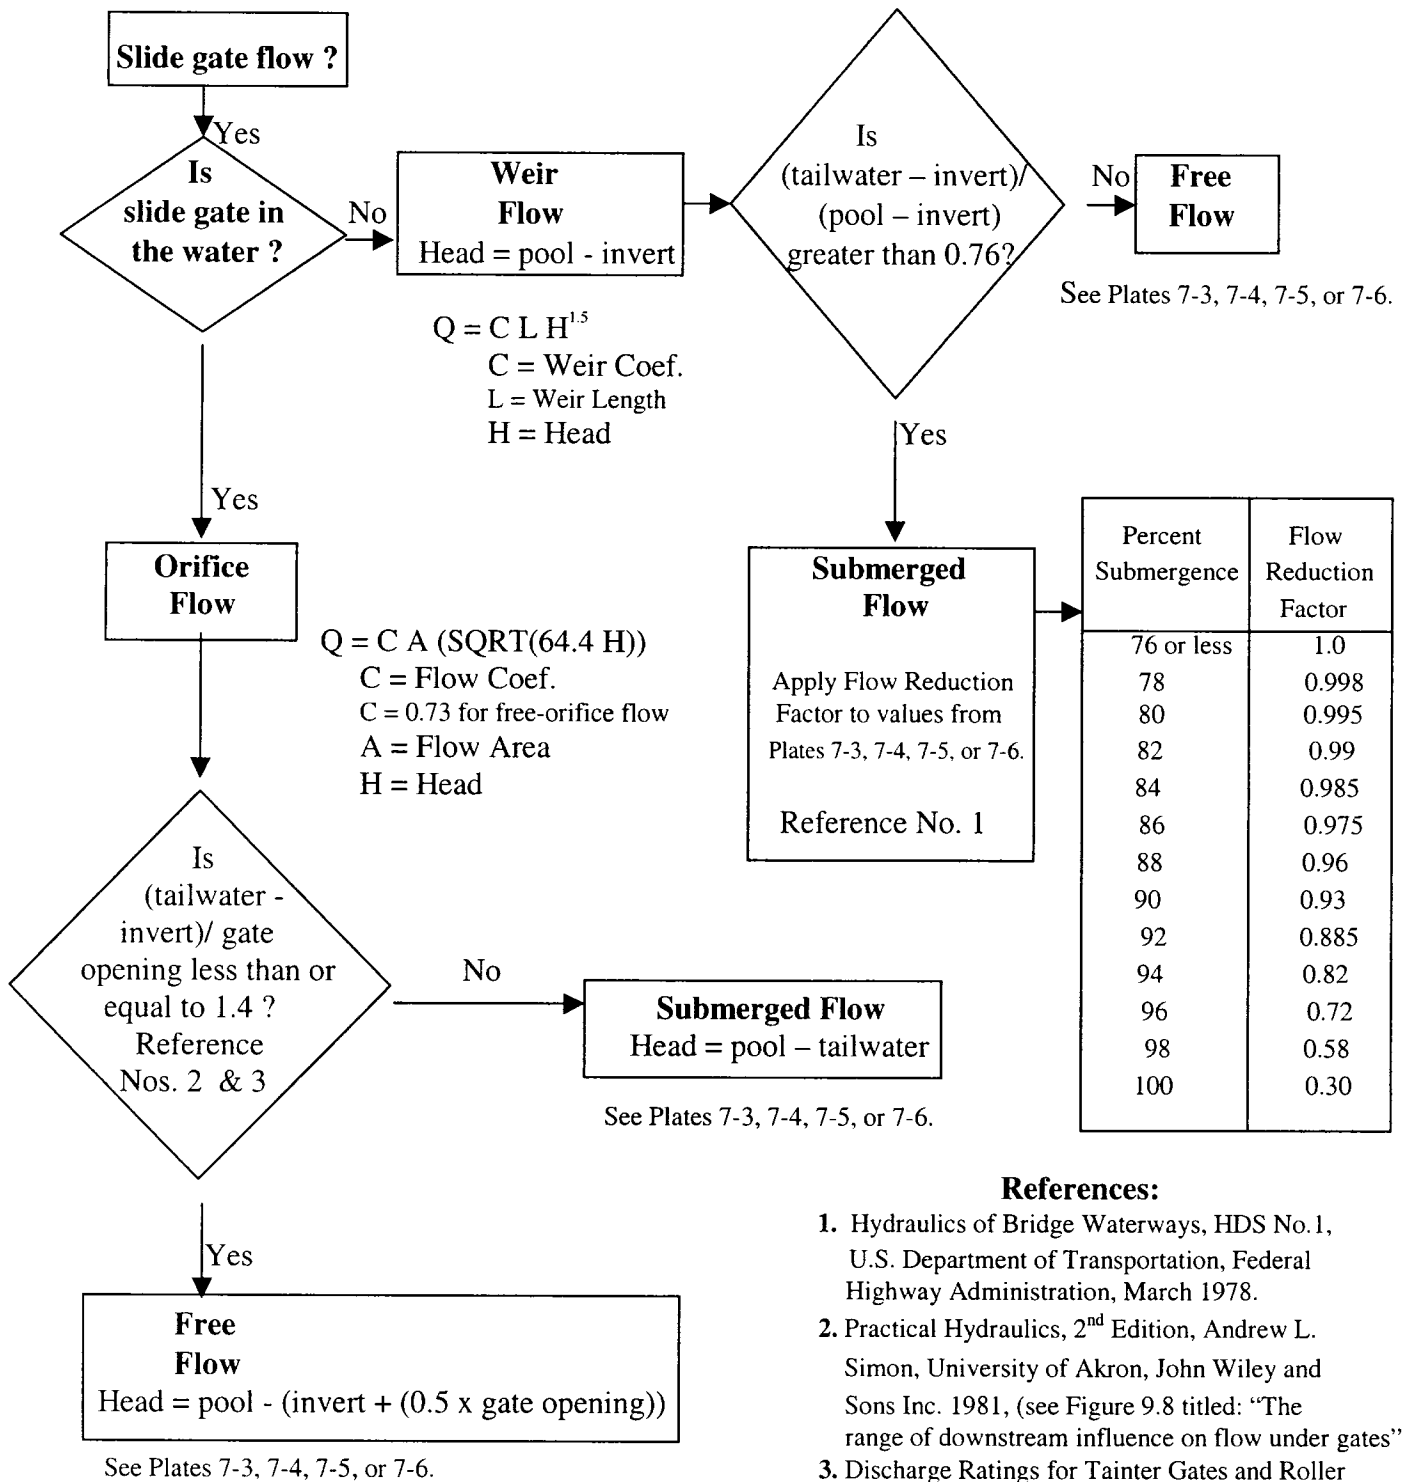 Slide gate flow ?
Yes
Is
slide gate in
the water ?
No
Weir
Flow
Head = pool - invert
Q = C L H^1.5
C = Weir Coef.
L = Weir Length
H = Head
Is
(tailwater – invert)/
(pool – invert)
greater than 0.76?
No
Free
Flow
See Plates 7-3, 7-4, 7-5, or 7-6.
Yes
Submerged
Flow
Apply Flow Reduction
Factor to values from
Plates 7-3, 7-4, 7-5, or 7-6.
Reference No. 1
Percent Submergence Flow Reduction Factor
76 or less 1.0
78 0.998
80 0.995
82 0.99
84 0.985
86 0.975
88 0.96
90 0.93
92 0.885
94 0.82
96 0.72
98 0.58
100 0.30
Yes
Orifice
Flow
Q = C A (SQRT(64.4 H))
C = Flow Coef.
C = 0.73 for free-orifice flow
A = Flow Area
H = Head
Is
(tailwater -
invert)/ gate
opening less than or
equal to 1.4 ?
Reference
Nos. 2 & 3
No
Submerged Flow
Head = pool – tailwater
See Plates 7-3, 7-4, 7-5, or 7-6.
Yes
Free
Flow
Head = pool - (invert + (0.5 x gate opening))
See Plates 7-3, 7-4, 7-5, or 7-6.
References:
1. Hydraulics of Bridge Waterways, HDS No.1,
U.S. Department of Transportation, Federal
Highway Administration, March 1978.
2. Practical Hydraulics, 2nd Edition, Andrew L.
Simon, University of Akron, John Wiley and
Sons Inc. 1981, (see Figure 9.8 titled: “The
range of downstream influence on flow under gates”
3. Discharge Ratings for Tainter Gates and Roller